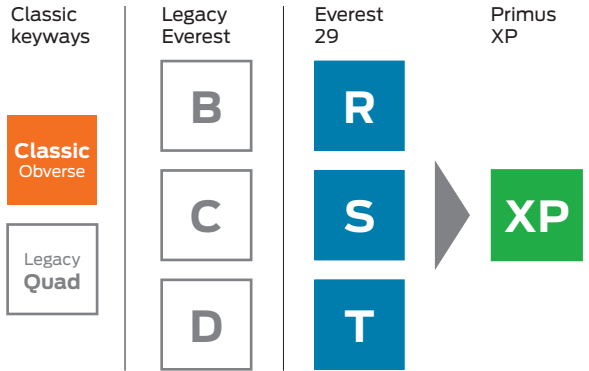 Classic
keyways
Legacy
Everest
Everest
29
Primus
XP
Classic
Obverse
Legacy
Quad
B
C
D
R
S
T
XP